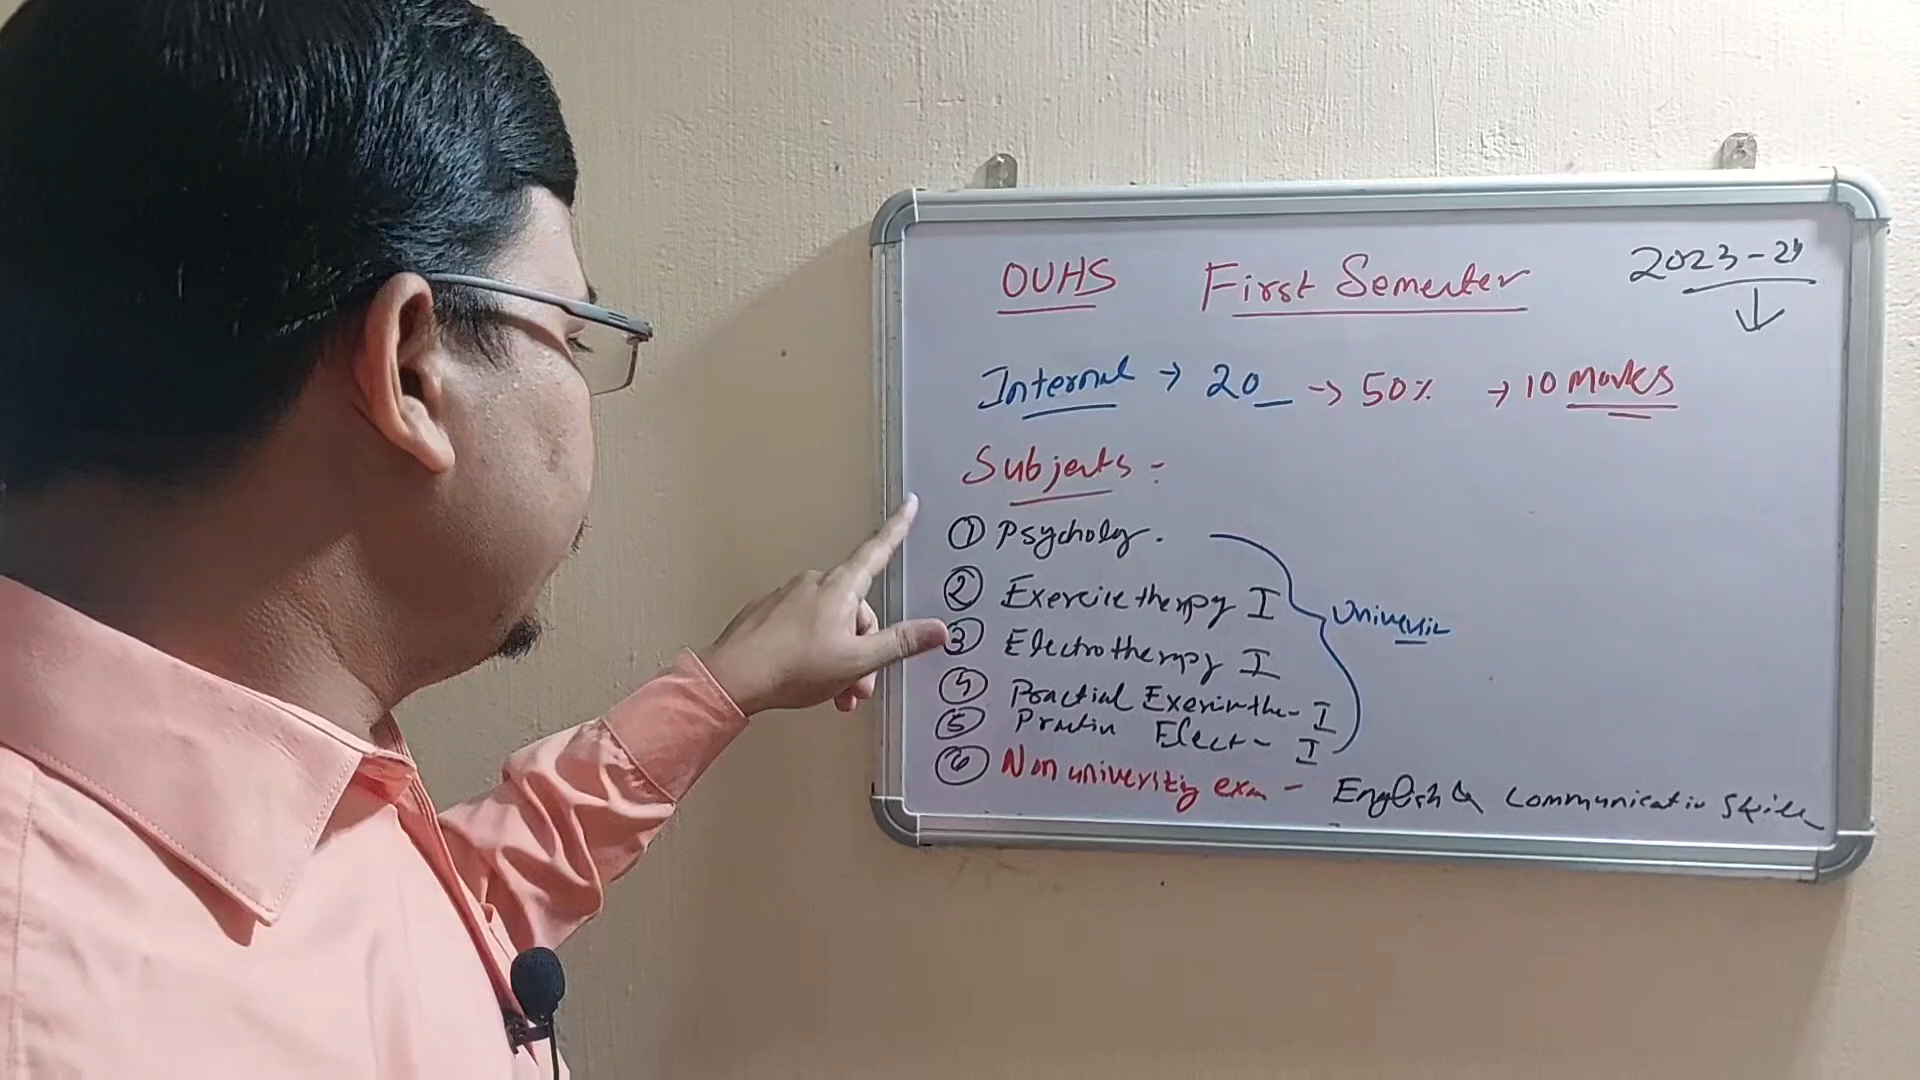 OUHS First Semester 2023-24
Internal → 20 → 50% → 10 Marks
Subjects :-
① Psychology.
② Exercise therapy I
③ Electrotherapy I
④ Practical Exercise the- I
⑤ Practical Elect- I
University
⑥ Non university exam - English & Communication Skills